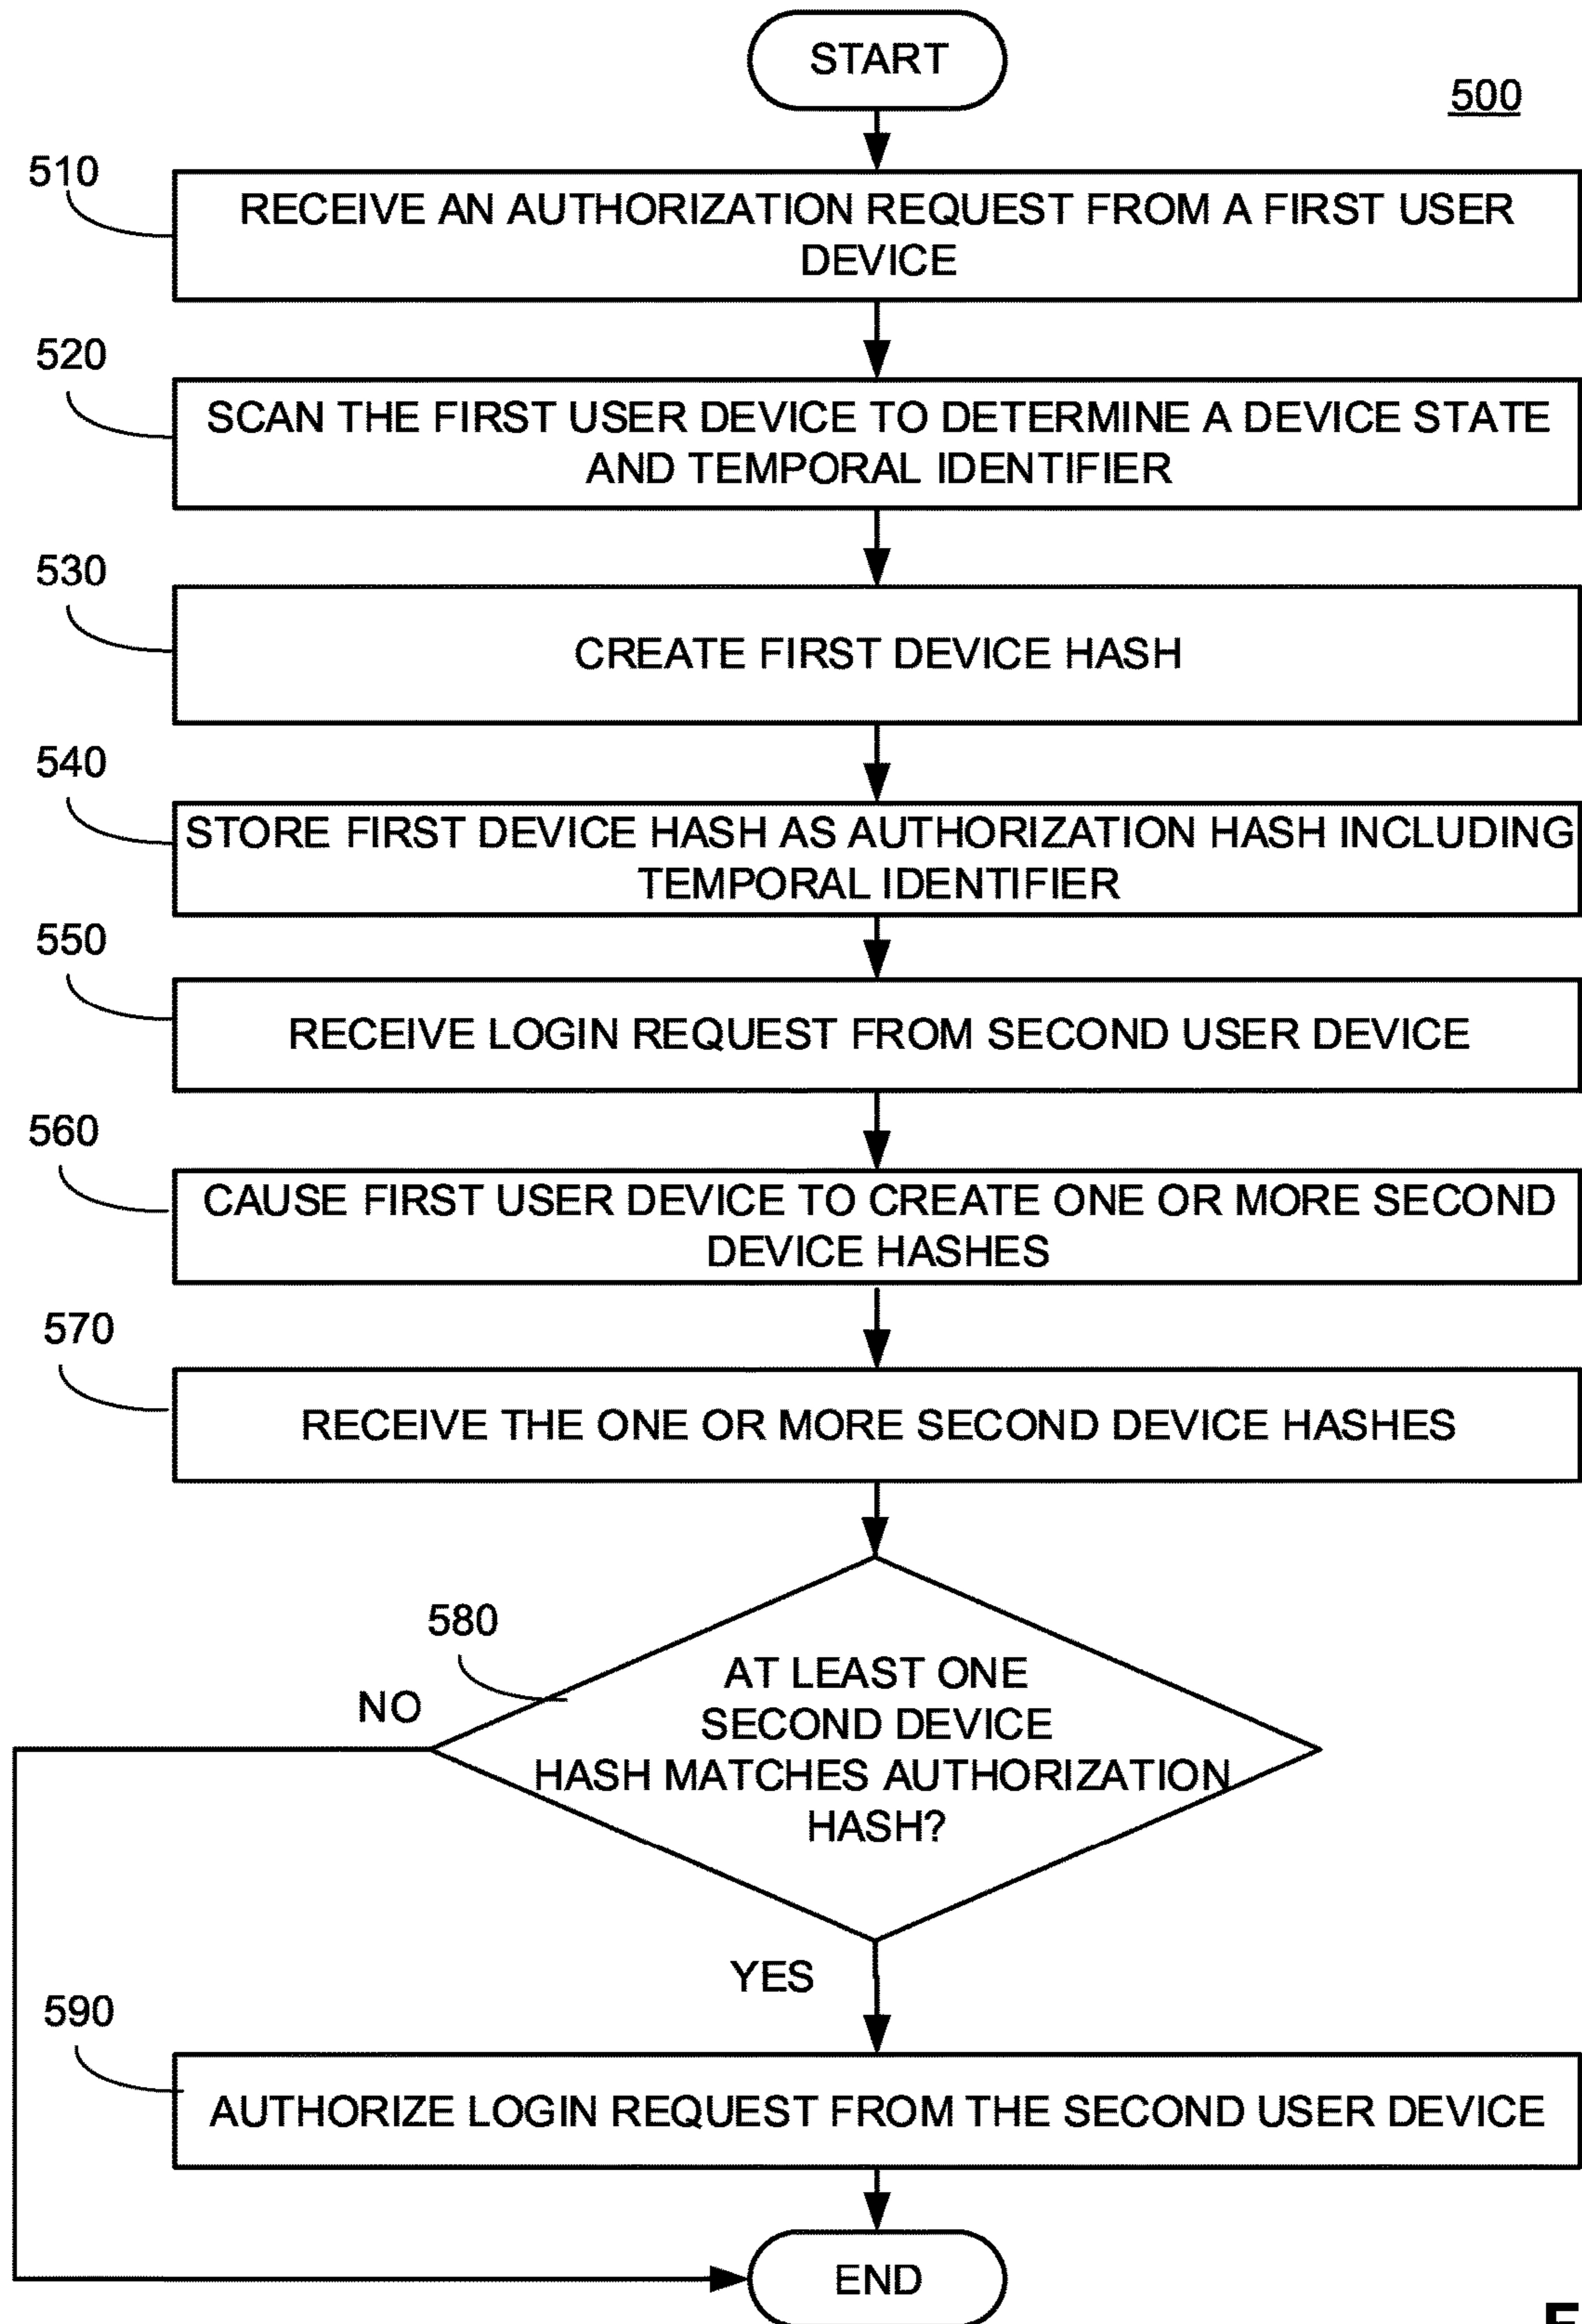 START
500
510
RECEIVE AN AUTHORIZATION REQUEST FROM A FIRST USER
DEVICE
520
SCAN THE FIRST USER DEVICE TO DETERMINE A DEVICE STATE
AND TEMPORAL IDENTIFIER
530
CREATE FIRST DEVICE HASH
540
STORE FIRST DEVICE HASH AS AUTHORIZATION HASH INCLUDING
TEMPORAL IDENTIFIER
550
RECEIVE LOGIN REQUEST FROM SECOND USER DEVICE
560
CAUSE FIRST USER DEVICE TO CREATE ONE OR MORE SECOND
DEVICE HASHES
570
RECEIVE THE ONE OR MORE SECOND DEVICE HASHES
580
AT LEAST ONE
SECOND DEVICE
HASH MATCHES AUTHORIZATION
HASH?
NO
YES
590
AUTHORIZE LOGIN REQUEST FROM THE SECOND USER DEVICE
END